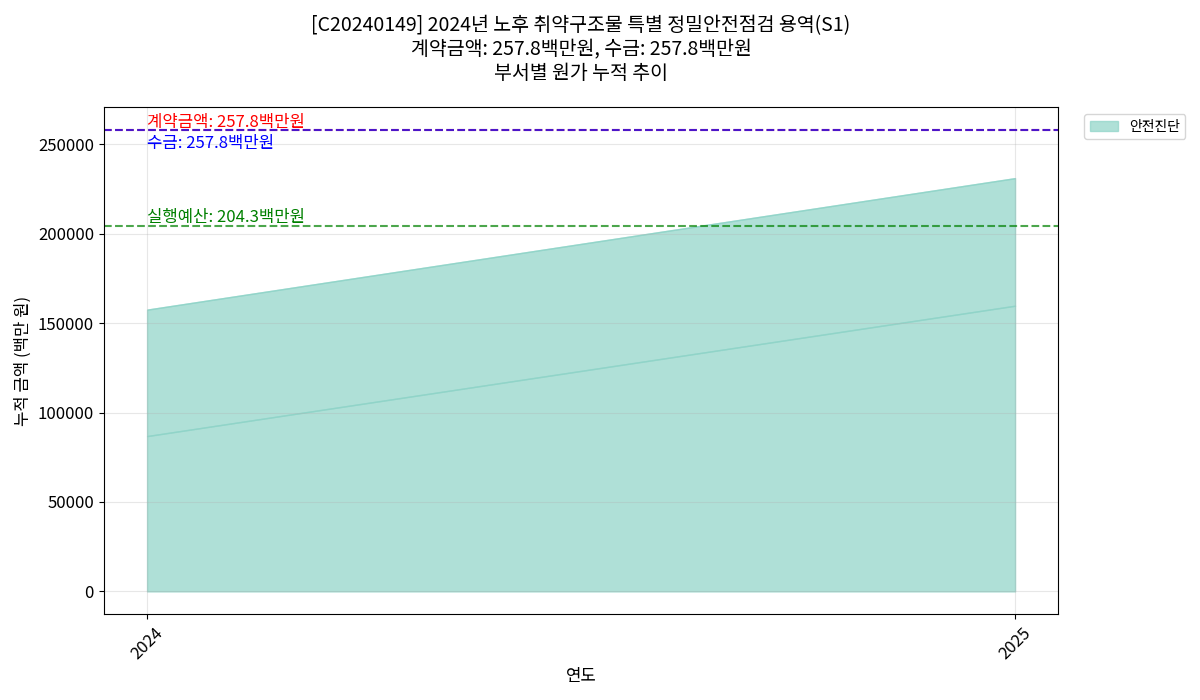 [C20240149] 2024년 노후 취약구조물 특별 정밀안전점검 용역(S1)
계약금액: 257.8백만원, 수금: 257.8백만원
부서별 원가 누적 추이
계약금액: 257.8백만원
수금: 257.8백만원
실행예산: 204.3백만원
안전진단
누적 금액 (백만 원)
250000
200000
150000
100000
50000
0
2024
2025
연도